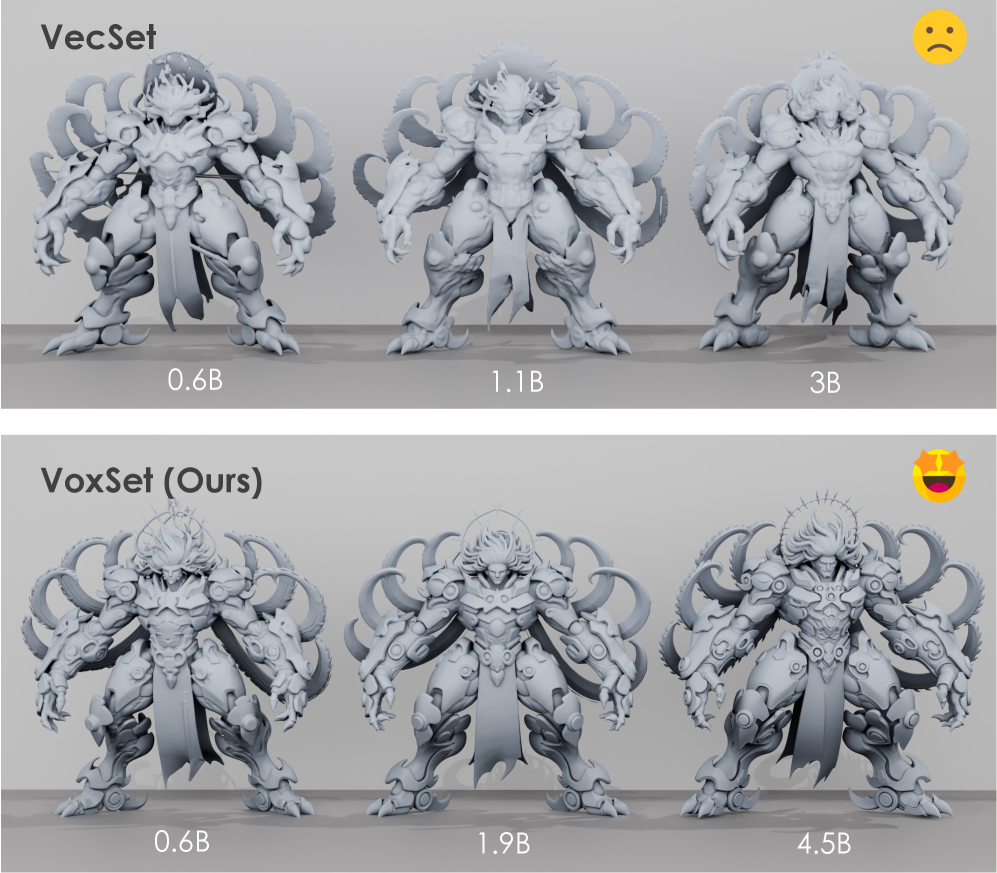 VecSet
0.6B
1.1B
3B
VoxSet (Ours)
0.6B
1.9B
4.5B